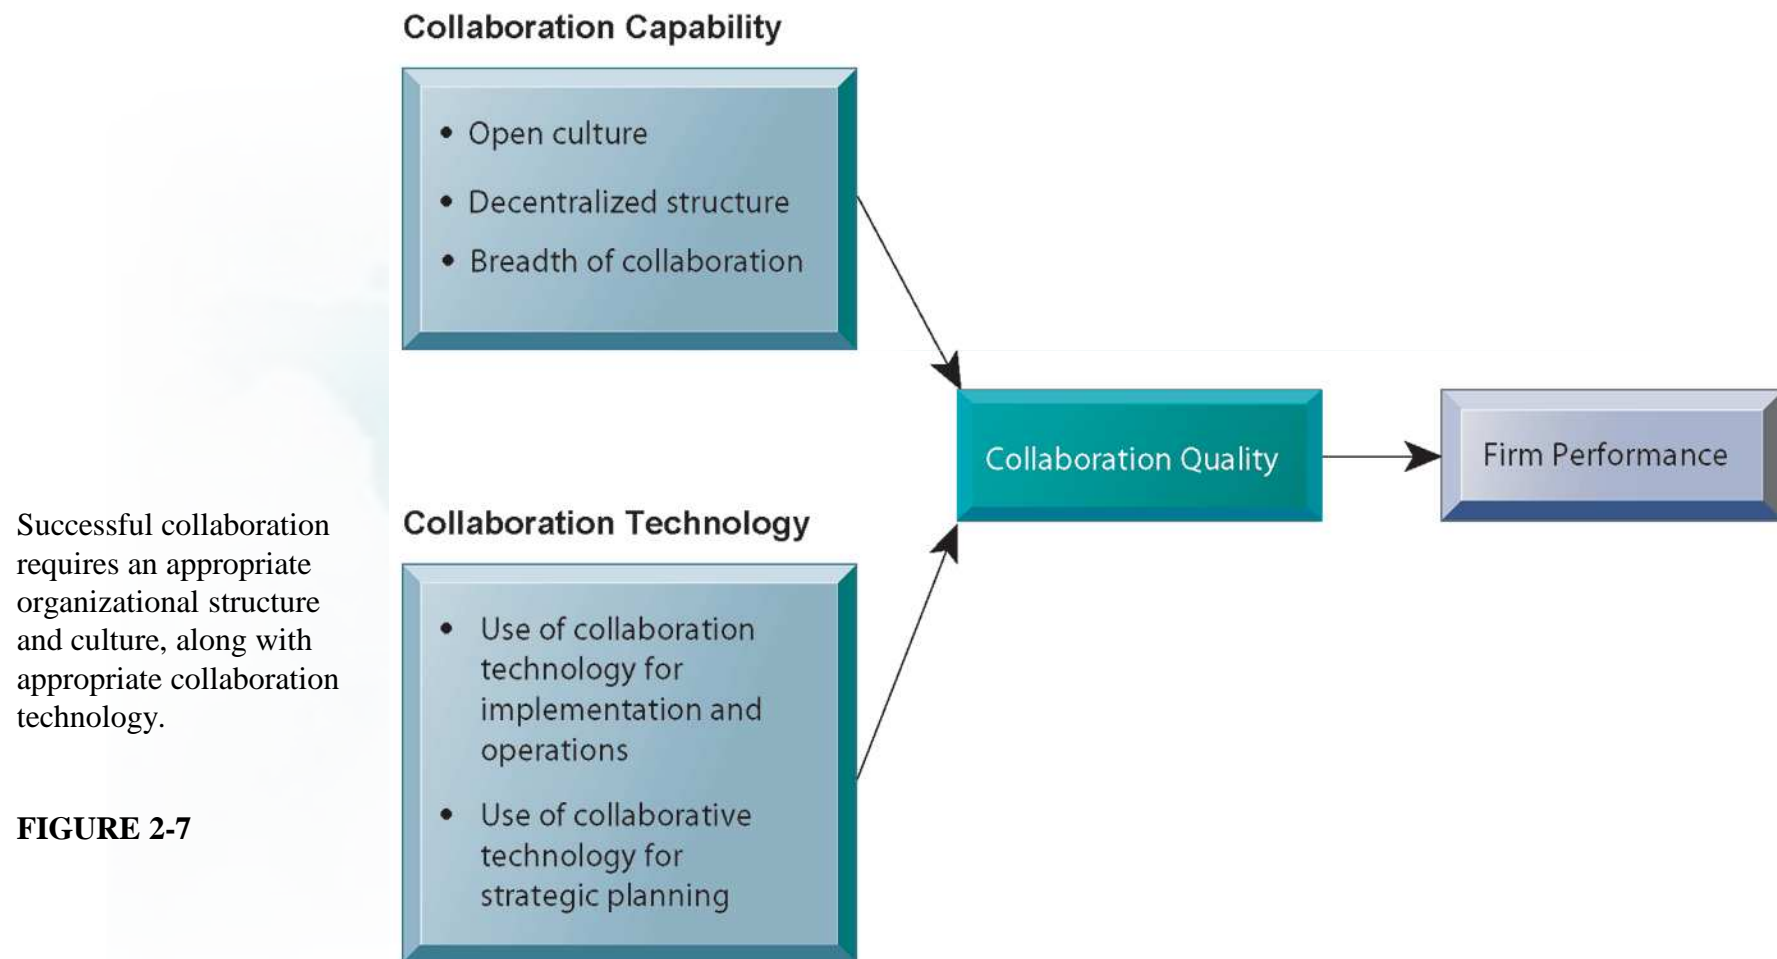 Collaboration Capability
• Open culture
• Decentralized structure
• Breadth of collaboration
Collaboration Quality
Firm Performance
Successful collaboration
requires an appropriate
organizational structure
and culture, along with
appropriate collaboration
technology.
FIGURE 2-7
Collaboration Technology
• Use of collaboration
technology for
implementation and
operations
• Use of collaborative
technology for
strategic planning